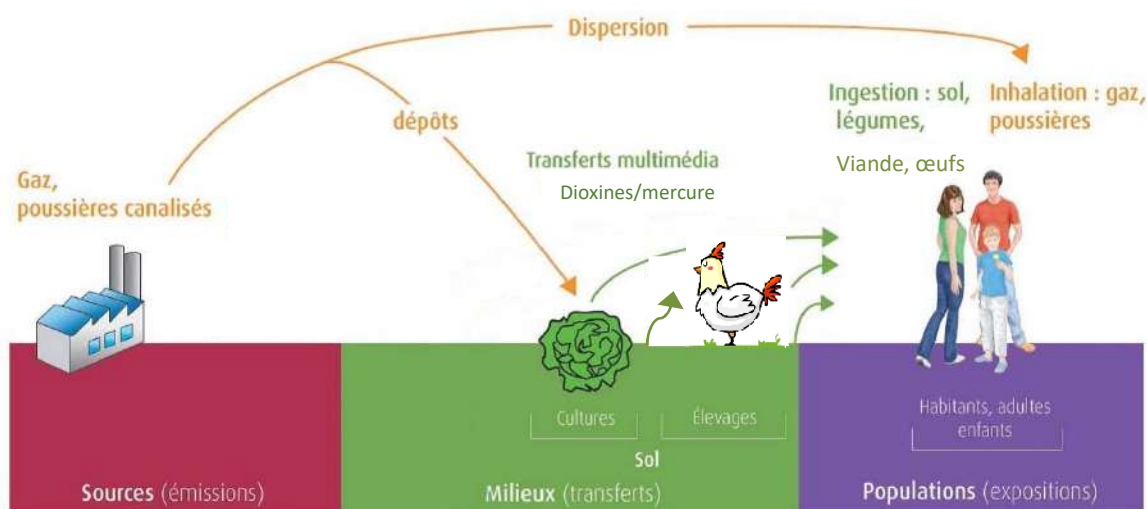 Dispersion
Ingestion : sol,
légumes,
Inhalation : gaz,
poussières
dépôts
Transferts multimédia
Dioxines/mercure
Viande, œufs
Gaz,
poussières canalisés
Cultures
Élevages
Sol
Habitants, adultes
enfants
Sources (émissions)
Milieux (transferts)
Populations (expositions)